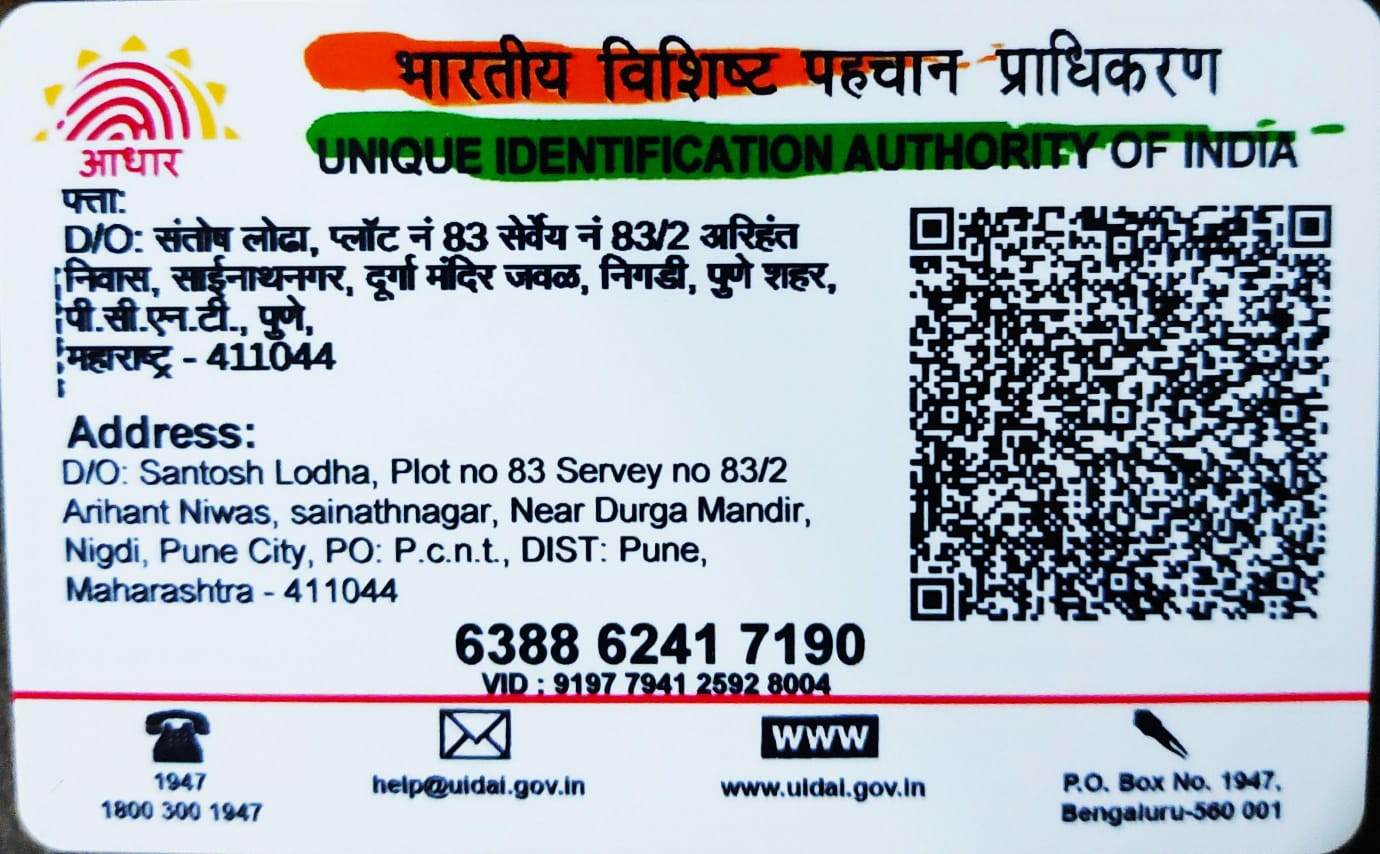 भारतीय विशिष्ट पहचान प्राधिकरण
UNIQUE IDENTIFICATION AUTHORITY OF INDIA
आधार
पत्ता:
D/O: संतोष लोढा, प्लॉट नं 83 सेर्वेय नं 83/2 अरिहंत
निवास, साईनाथनगर, दूर्गा मंदिर जवळ, निगडी, पुणे शहर,
पी.सी.एन.टी., पुणे,
महाराष्ट्र - 411044
Address:
D/O: Santosh Lodha, Plot no 83 Servey no 83/2
Arihant Niwas, sainathnagar, Near Durga Mandir,
Nigdi, Pune City, PO: P.c.n.t., DIST: Pune,
Maharashtra - 411044
6388 6241 7190
VID : 9197 7941 2592 8004
1947
1800 300 1947
help@uidai.gov.in
WWW
www.uidai.gov.in
P.O. Box No. 1947,
Bengaluru-560 001